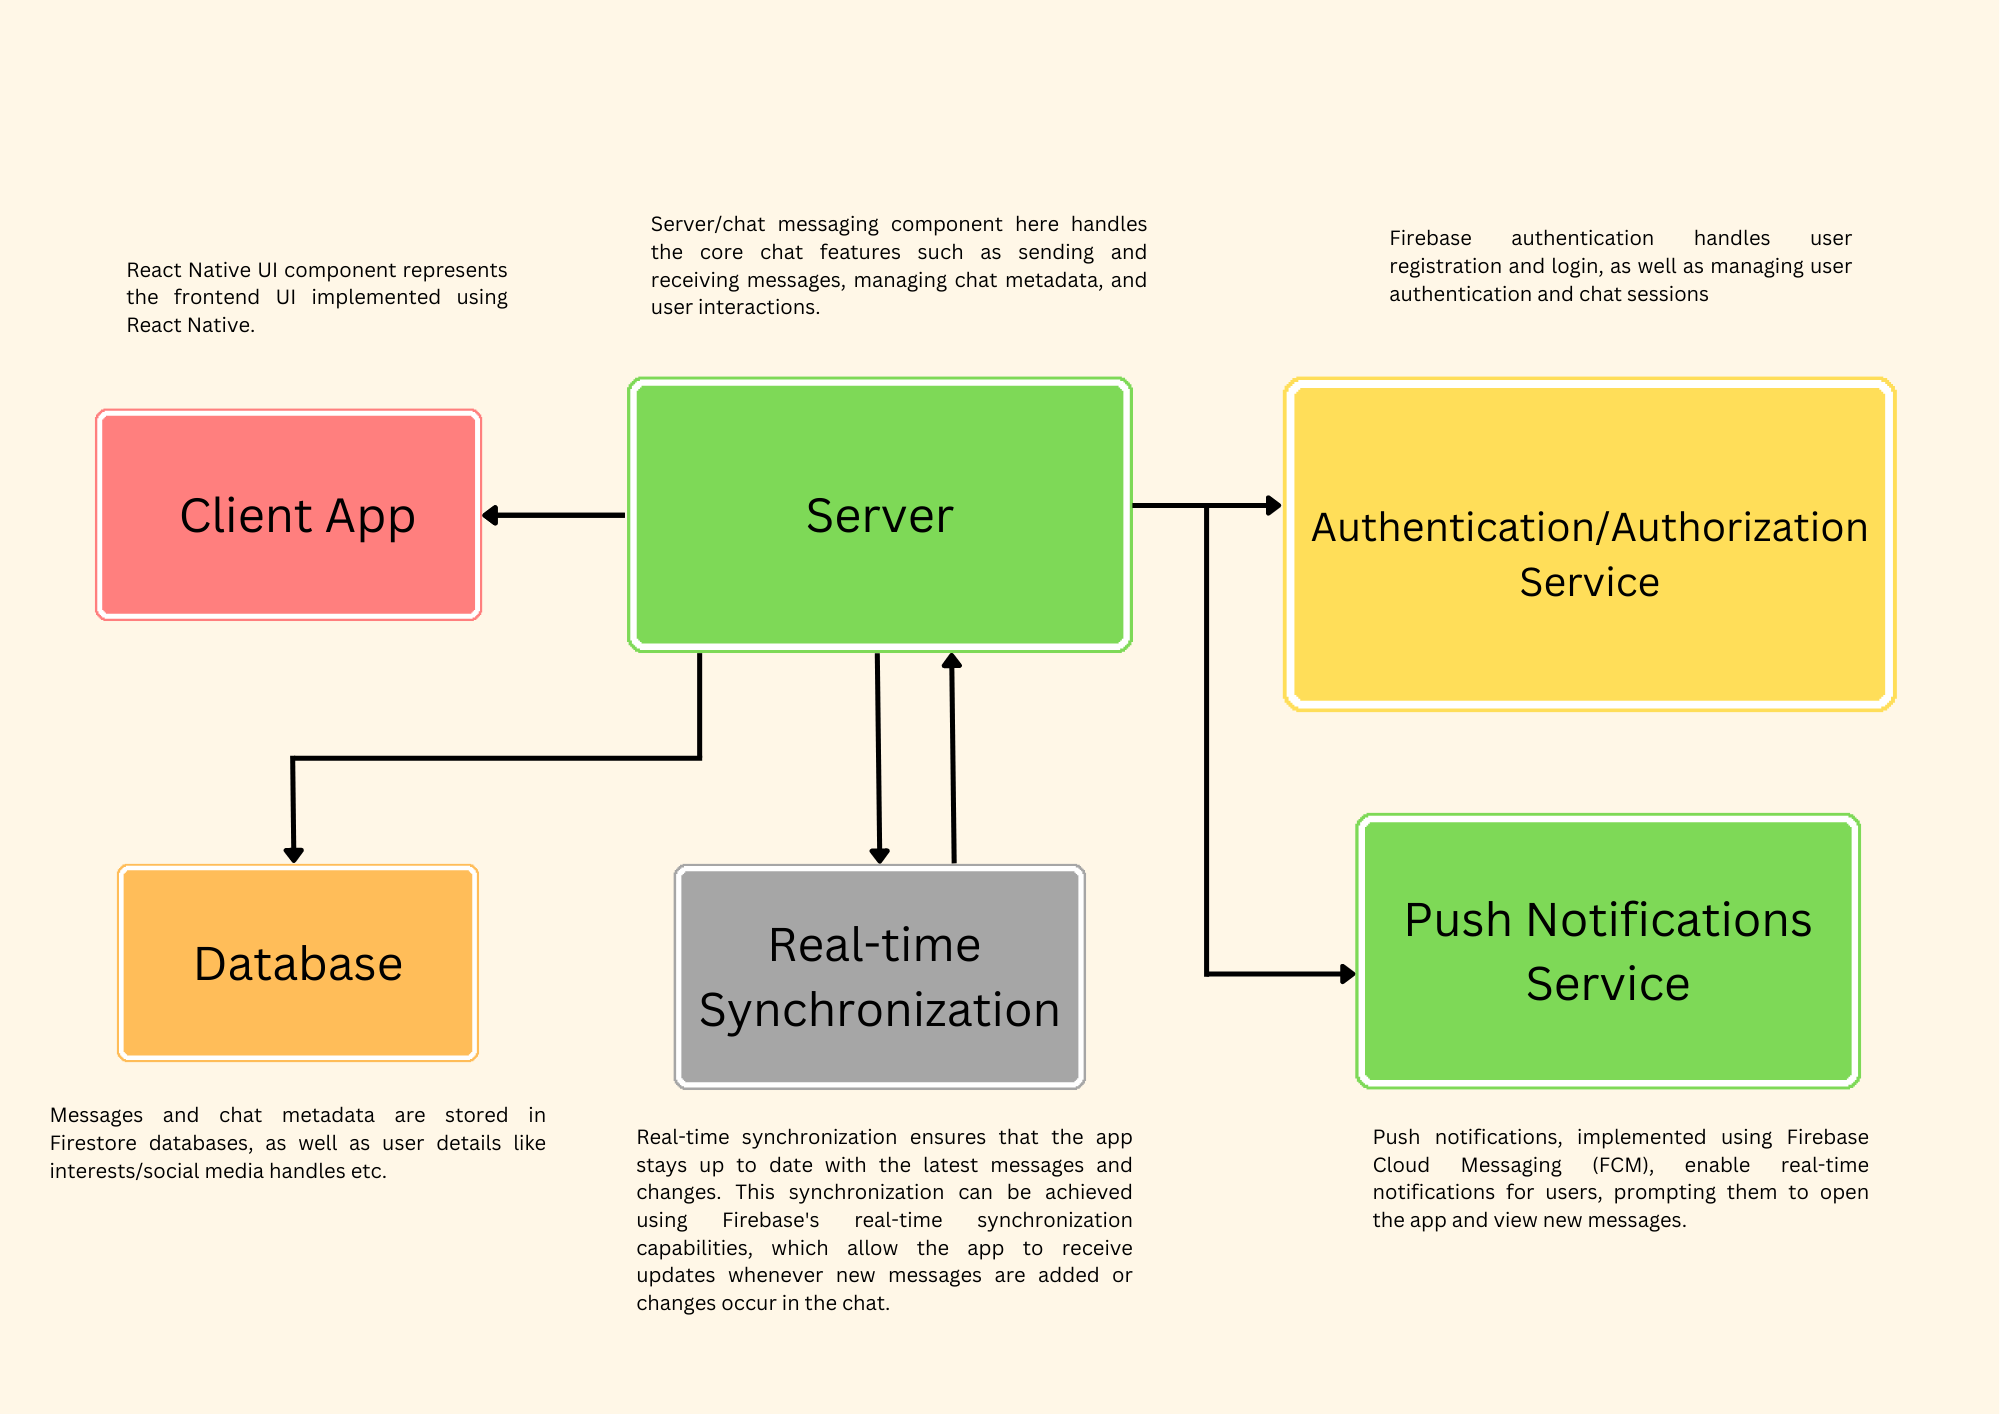 React Native UI component represents
the frontend UI implemented using
React Native.
Server/chat messaging component here handles
the core chat features such as sending and
receiving messages, managing chat metadata, and
user interactions.
Firebase authentication handles user
registration and login, as well as managing user
authentication and chat sessions
Client App
Server
Authentication/Authorization
Service
Database
Real-time
Synchronization
Push Notifications
Service
Messages and chat metadata are stored in
Firestore databases, as well as user details like
interests/social media handles etc.
Real-time synchronization ensures that the app
stays up to date with the latest messages and
changes. This synchronization can be achieved
using Firebase's real-time synchronization
capabilities, which allow the app to receive
updates whenever new messages are added or
changes occur in the chat.
Push notifications, implemented using Firebase
Cloud Messaging (FCM), enable real-time
notifications for users, prompting them to open
the app and view new messages.